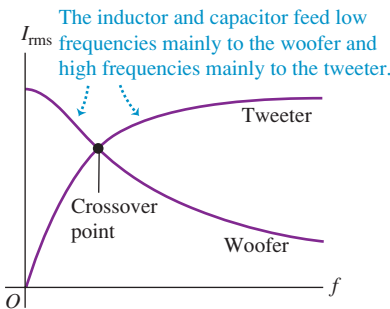 The inductor and capacitor feed low
frequencies mainly to the woofer and
high frequencies mainly to the tweeter.
I rms
Tweeter
Crossover
point
Woofer
O
f